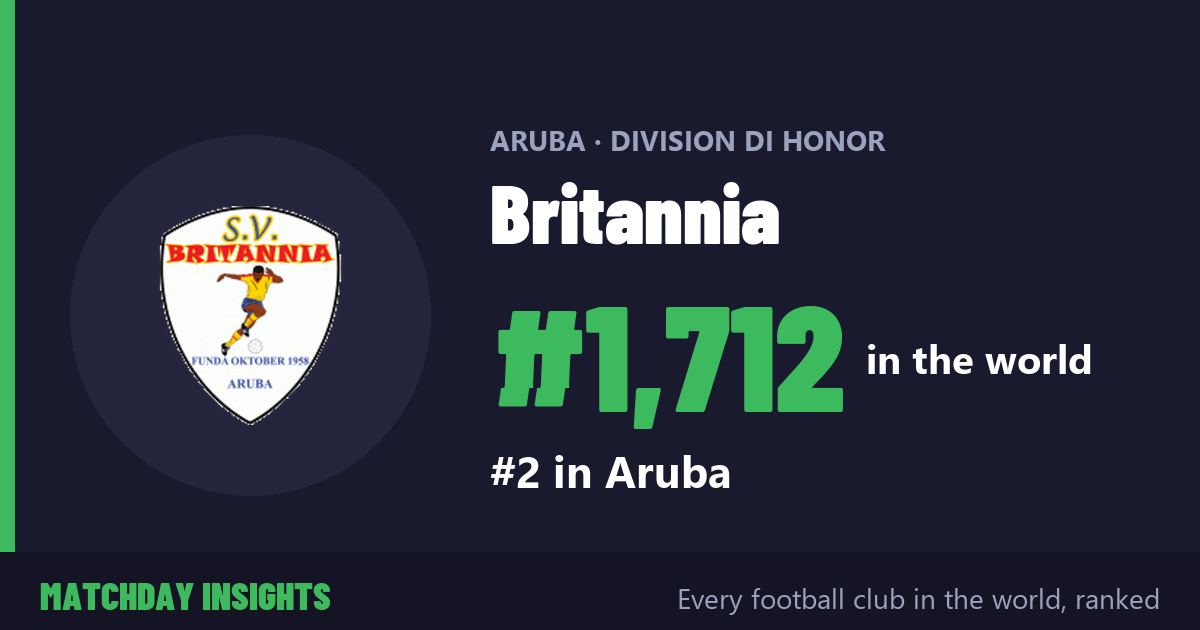 ARUBA · DIVISION DI HONOR
Britannia
#1,712 in the world
#2 in Aruba
S.V.
BRITANNIA
FUNDA OKTOBER 1958
ARUBA
MATCHDAY INSIGHTS
Every football club in the world, ranked